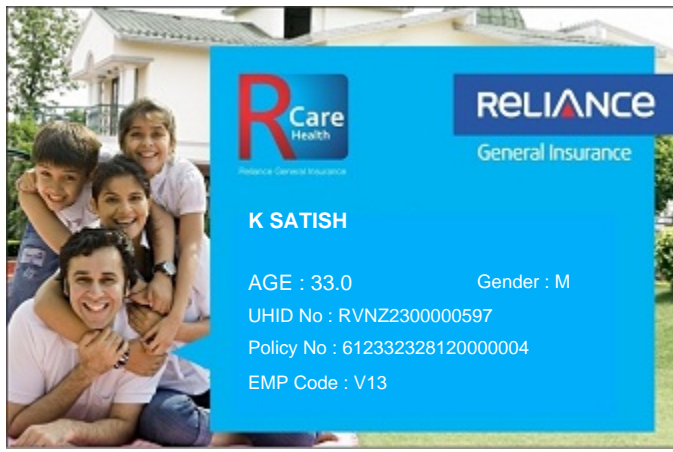 R Care
Health
Reliance General Insurance
RELIANCE
General Insurance
K SATISH
AGE : 33.0
Gender : M
UHID No : RVNZ2300000597
Policy No : 612332328120000004
EMP Code : V13